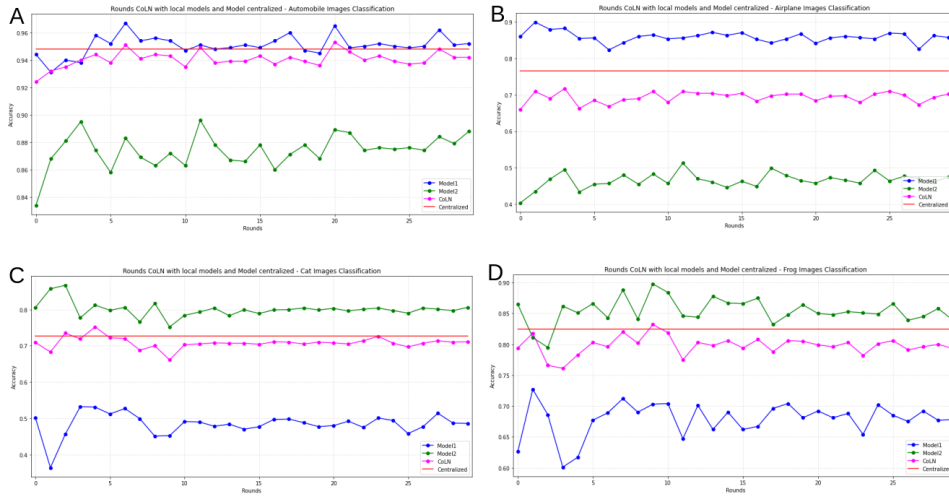 A
Rounds CoLN with local models and Model centralized - Automobile Images Classification
Accuracy
0.96
0.94
0.92
0.90
0.88
0.86
0.84
Model1
Model2
CoLN
Centralized
0 5 10 15 20 25
Rounds
B
Rounds CoLN with local models and Model centralized - Airplane Images Classification
Accuracy
0.9
0.8
0.7
0.6
0.5
0.4
Model1
Model2
CoLN
Centralized
0 5 10 15 20 25
Rounds
C
Rounds CoLN with local models and Model centralized - Cat Images Classification
Accuracy
0.8
0.7
0.6
0.5
0.4
Model1
Model2
CoLN
Centralized
0 5 10 15 20 25
Rounds
D
Rounds CoLN with local models and Model centralized - Frog Images Classification
Accuracy
0.90
0.85
0.80
0.75
0.70
0.65
0.60
Model1
Model2
CoLN
Centralized
0 5 10 15 20 25
Rounds